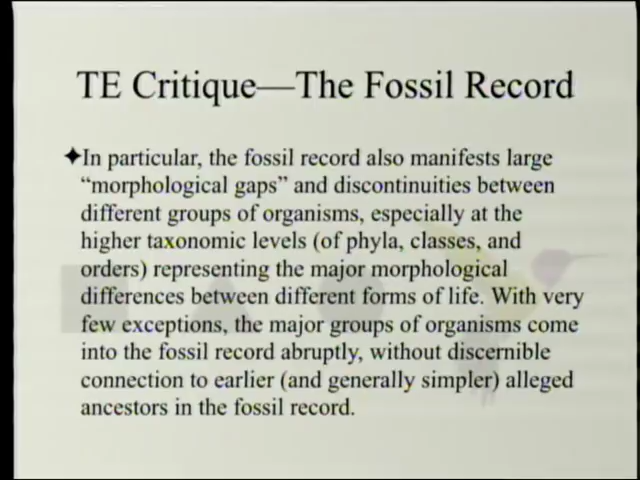 TE Critique—The Fossil Record
✦In particular, the fossil record also manifests large
“morphological gaps” and discontinuities between
different groups of organisms, especially at the
higher taxonomic levels (of phyla, classes, and
orders) representing the major morphological
differences between different forms of life. With very
few exceptions, the major groups of organisms come
into the fossil record abruptly, without discernible
connection to earlier (and generally simpler) alleged
ancestors in the fossil record.